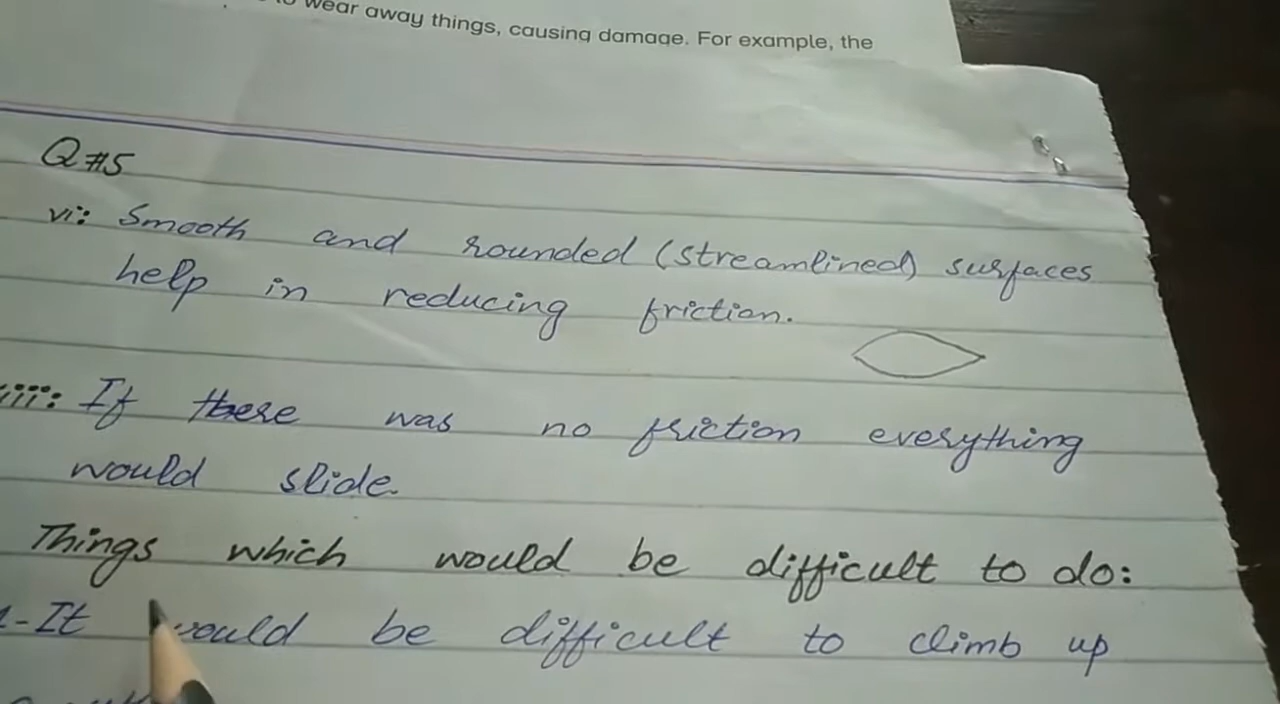 wear away things, causing damage. For example, the
Q#5
vi: Smooth and rounded (streamlined) surfaces
help in reducing friction.
iii: If there was no friction everything
would slide.
Things which would be difficult to do:
1-It would be difficult to climb up